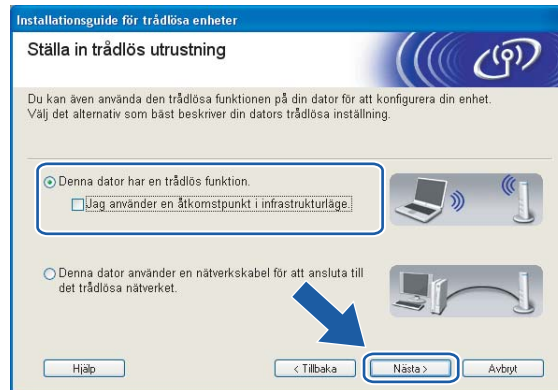 Installationsguide för trådlösa enheter
Ställa in trådlös utrustning
Du kan även använda den trådlösa funktionen på din dator för att konfigurera din enhet.
Välj det alternativ som bäst beskriver din dators trådlösa inställning.
Denna dator har en trådlös funktion.
Jag använder en åtkomstpunkt i infrastrukturläge.
Denna dator använder en nätverkskabel för att ansluta till
det trådlösa nätverket.
Hjälp
< Tillbaka
Nästa >
Avbryt